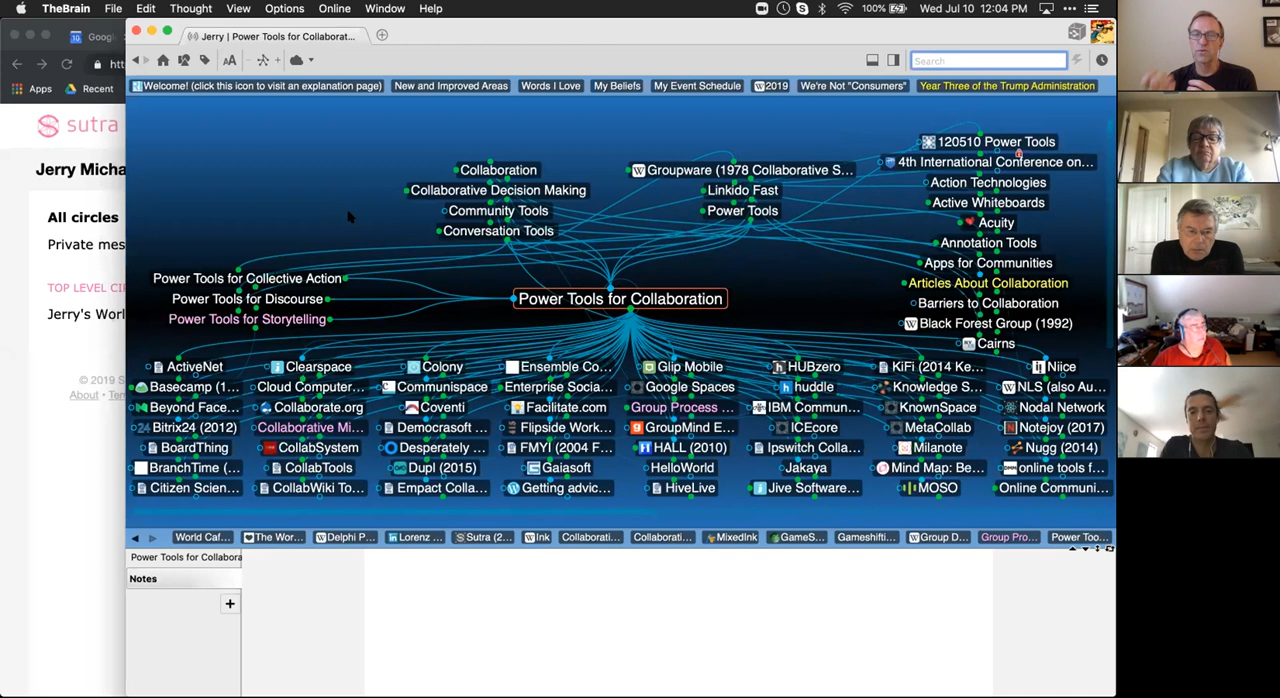 TheBrain File Edit Thought View Options Online Window Help 100% Wed Jul 10 12:04 PM
Jerry | Power Tools for Collaborat...
Search
Apps Recent
Welcome! (click this icon to visit an explanation page) New and Improved Areas Words I Love My Beliefs My Event Schedule 2019 We're Not "Consumers" Year Three of the Trump Administration
sutra
Jerry Micha
All circles
Private mes
TOP LEVEL CI
Jerry's Worl
© 2019 S
About • Ter
Collaboration
Collaborative Decision Making
Community Tools
Conversation Tools
Groupware (1978 Collaborative S...
Linkido Fast
Power Tools
120510 Power Tools
4th International Conference on...
Action Technologies
Active Whiteboards
Acuity
Annotation Tools
Apps for Communities
Articles About Collaboration
Barriers to Collaboration
Black Forest Group (1992)
Cairns
Power Tools for Collective Action
Power Tools for Discourse
Power Tools for Storytelling
Power Tools for Collaboration
ActiveNet Clearspace Colony Ensemble Co... Glip Mobile HUBzero KiFi (2014 Ke... Niice
Basecamp (1... Cloud Computer... Communispace Enterprise Socia... Google Spaces huddle Knowledge S... NLS (also Au...
Beyond Face... Collaborate.org Coventi Facilitate.com Group Process ... IBM Commun... KnownSpace Nodal Network
Bitrix24 (2012) Collaborative Mi... Democrasoft ... Flipside Work... GroupMind E... ICEcore MetaCollab Notejoy (2017)
BoardThing CollabSystem Desperately ... FMYI (2004 F... HALL (2010) Ipswitch Colla... Milanote Nugg (2014)
BranchTime (... CollabTools Dupl (2015) Gaiasoft HelloWorld Jakaya Mind Map: Be... online tools f...
Citizen Scien... CollabWiki To... Empact Colla... Getting advic... HiveLive Jive Software... MOSO Online Communi...
World Caf... The Wor... Delphi P... Lorenz ... Sutra (2... Ink Collaborati... Collaborati... MixedInk GameS... Gameshifti... Group D... Group Pro... Power Too...
Power Tools for Collabora
Notes